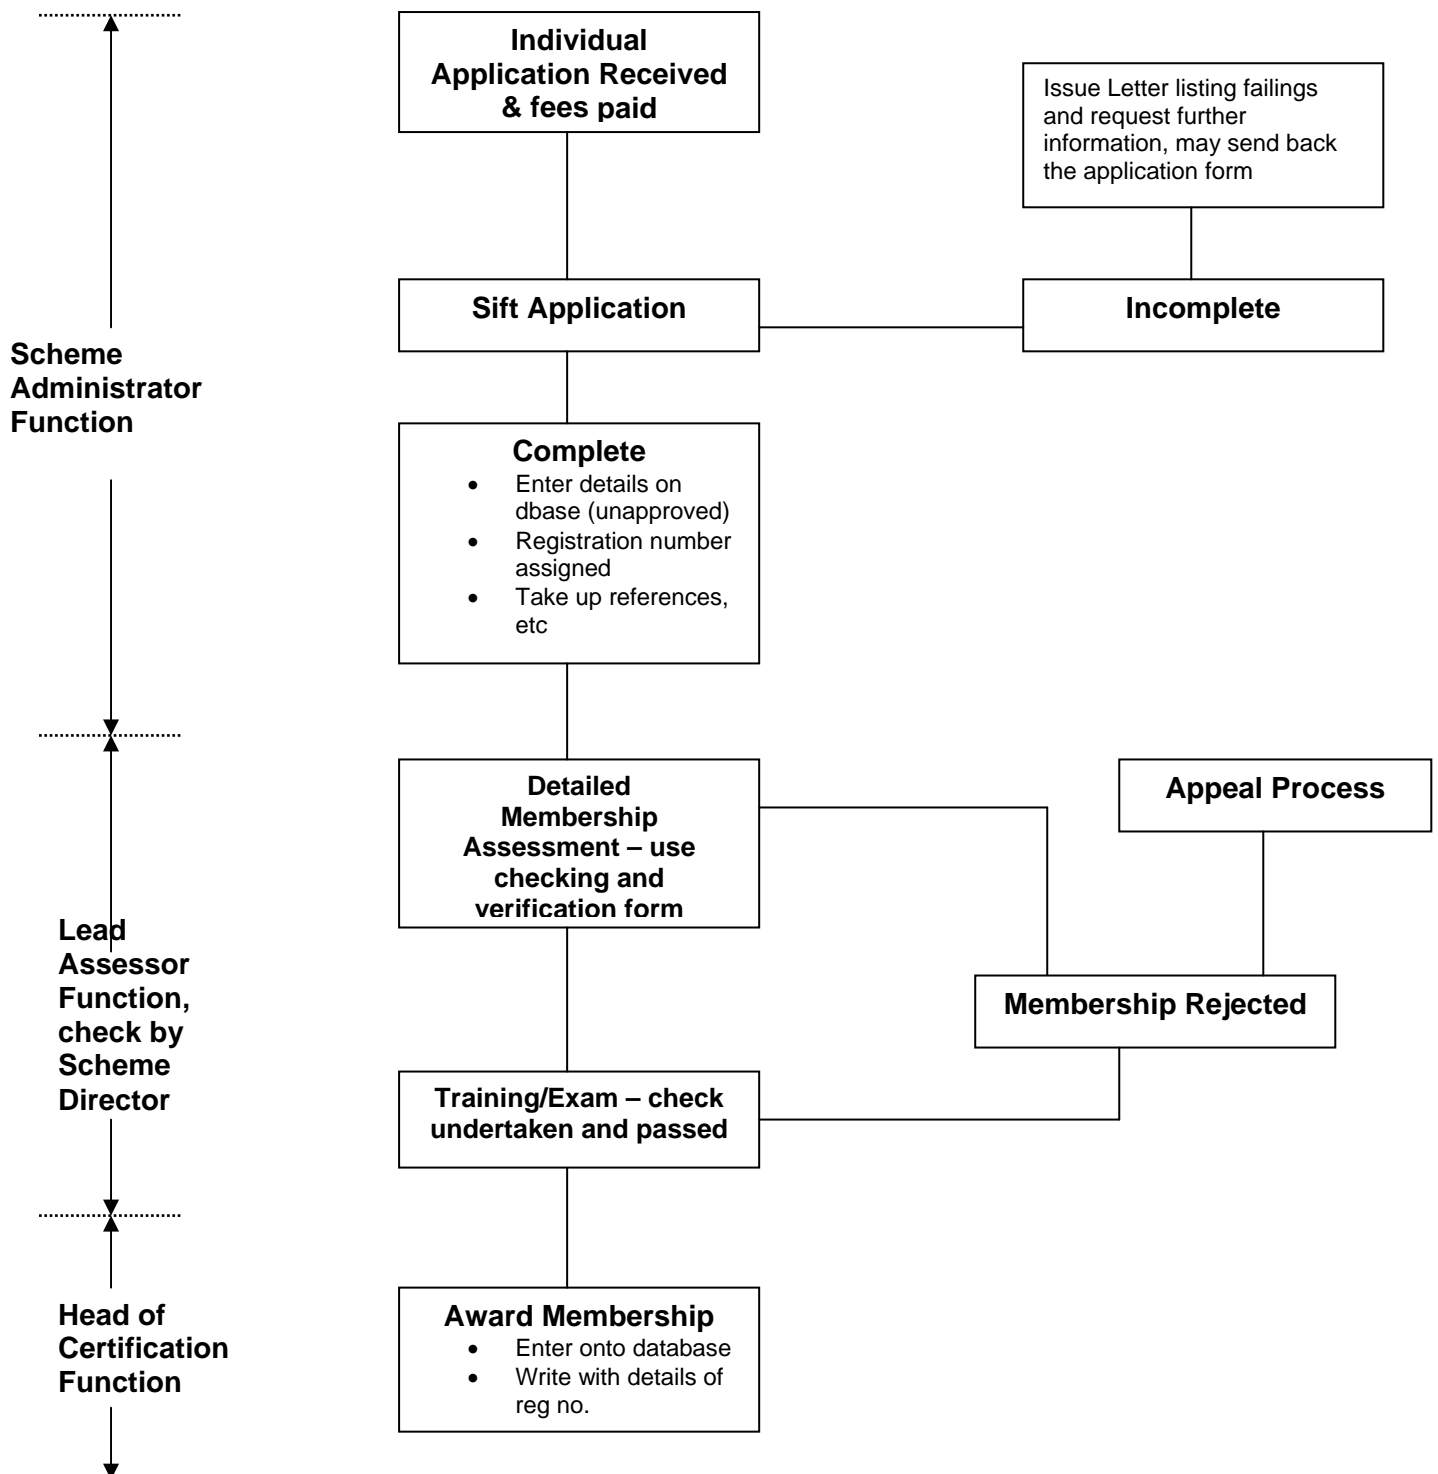 Individual
Application Received
& fees paid
Issue Letter listing failings
and request further
information, may send back
the application form
Sift Application
Incomplete
Scheme
Administrator
Function
Complete
• Enter details on
dbase (unapproved)
• Registration number
assigned
• Take up references,
etc
Detailed
Membership
Assessment – use
checking and
verification form
Appeal Process
Lead
Assessor
Function,
check by
Scheme
Director
Membership Rejected
Training/Exam – check
undertaken and passed
Head of
Certification
Function
Award Membership
• Enter onto database
• Write with details of
reg no.